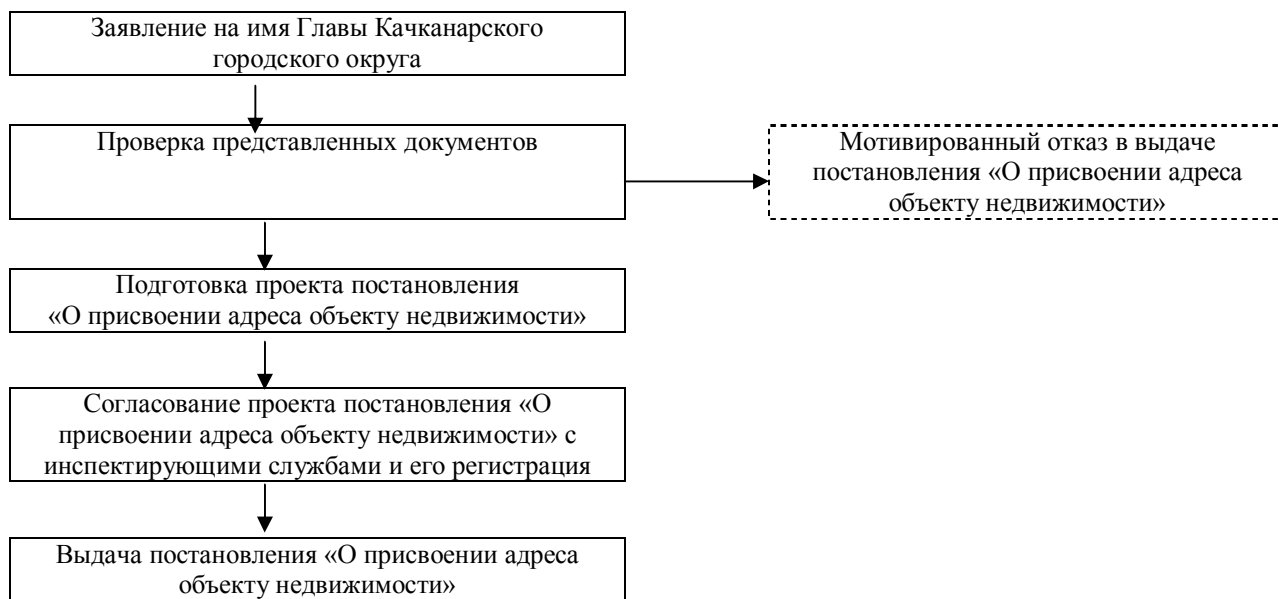 Заявление на имя Главы Качканарского
городского округа
Проверка представленных документов
Мотивированный отказ в выдаче
постановления «О присвоении адреса
объекту недвижимости»
Подготовка проекта постановления
«О присвоении адреса объекту недвижимости»
Согласование проекта постановления «О
присвоении адреса объекту недвижимости» с
инспектирующими службами и его регистрация
Выдача постановления «О присвоении адреса
объекту недвижимости»